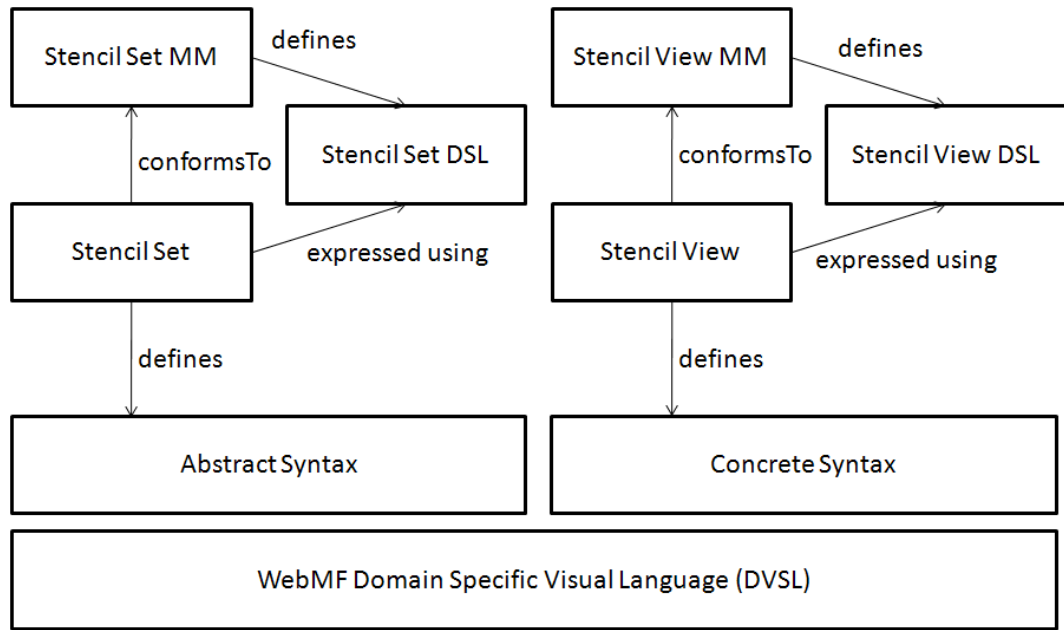 Stencil Set MM
defines
Stencil View MM
defines
Stencil Set DSL
Stencil View DSL
conformsTo
conformsTo
Stencil Set
expressed using
Stencil View
expressed using
defines
defines
Abstract Syntax
Concrete Syntax
WebMF Domain Specific Visual Language (DVSL)